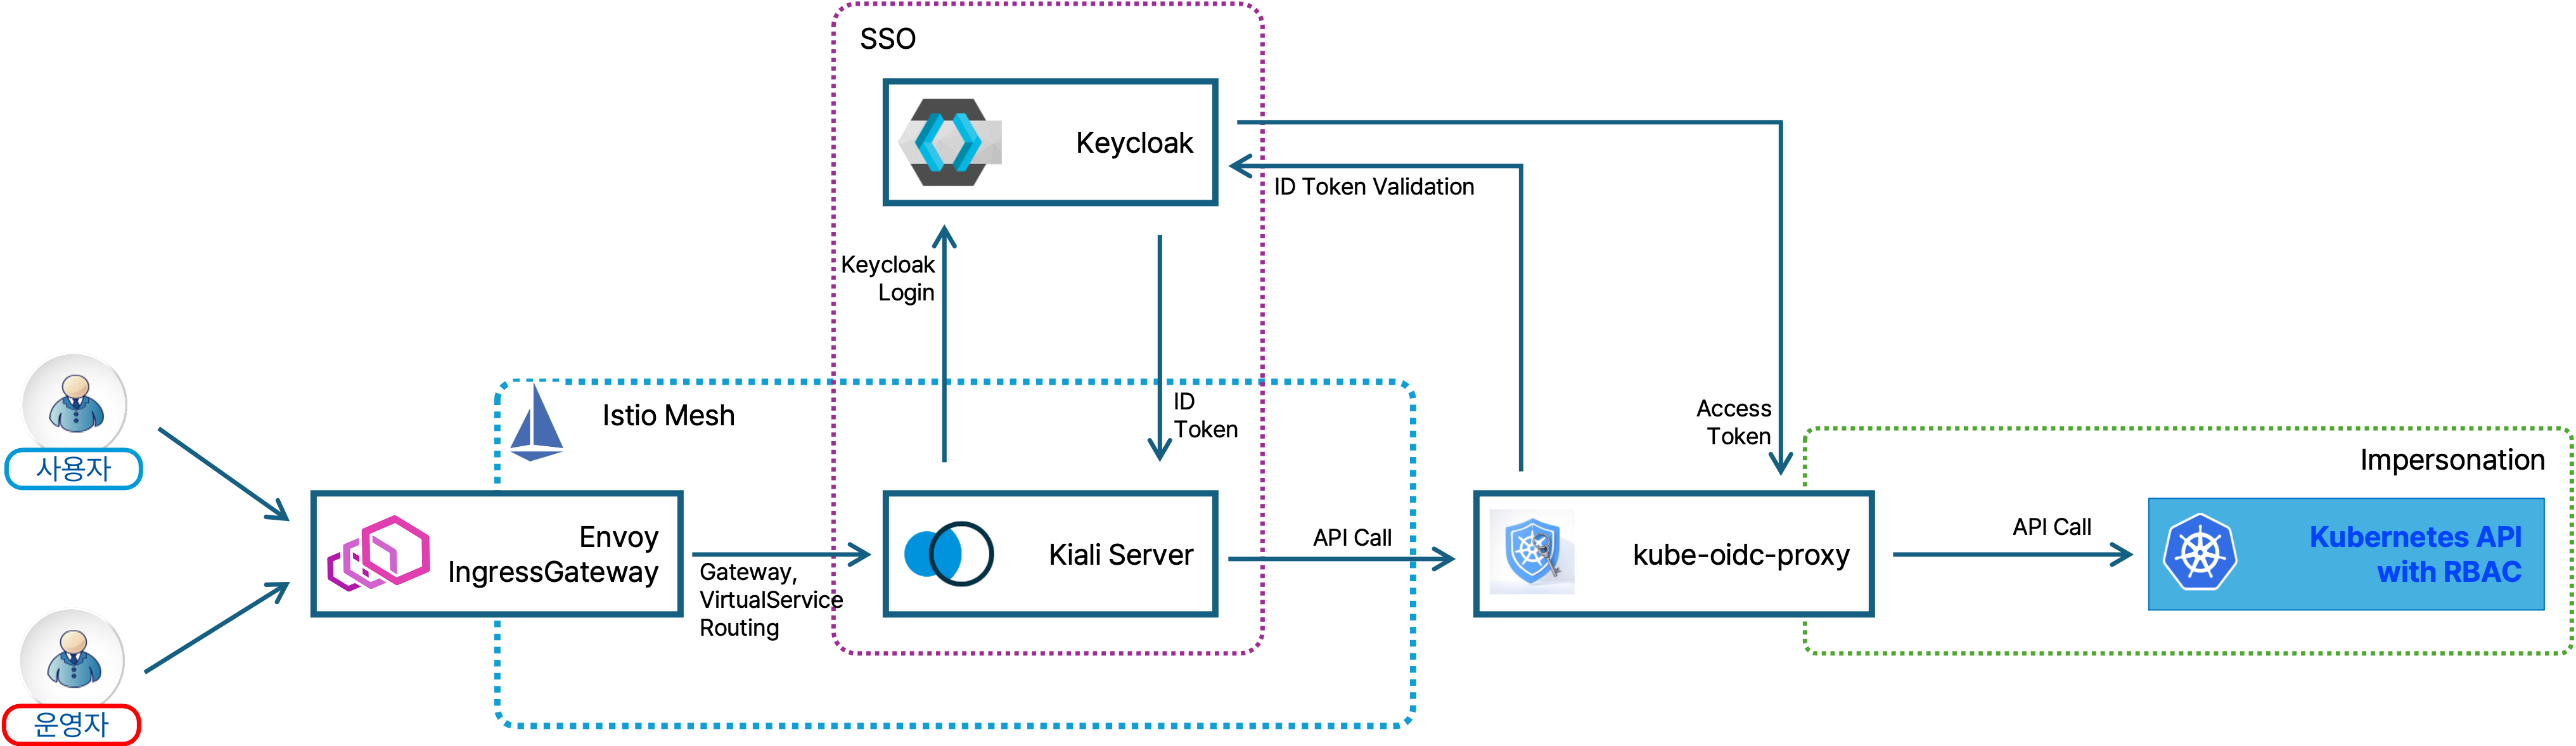 SSO
Keycloak
ID Token Validation
Keycloak
Login
ID
Token
Access
Token
Istio Mesh
Impersonation
사용자
운영자
Envoy
IngressGateway
Gateway,
VirtualService
Routing
Kiali Server
API Call
kube-oidc-proxy
API Call
Kubernetes API
with RBAC